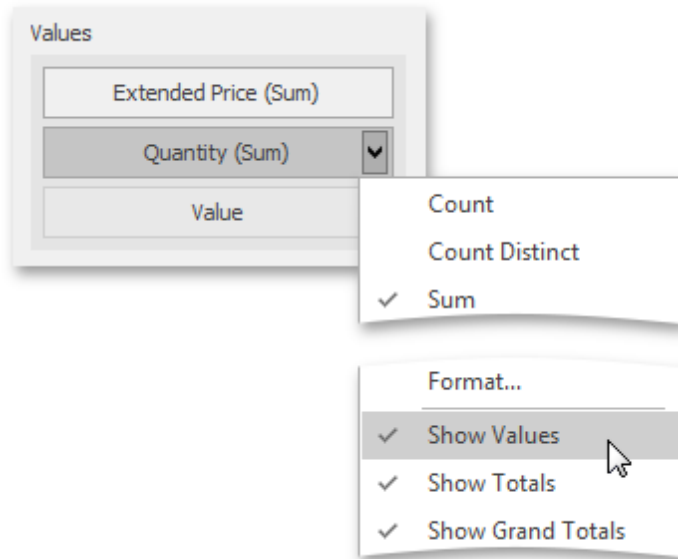 Values
Extended Price (Sum)
Quantity (Sum)
Value
Count
Count Distinct
Sum
Format...
Show Values
Show Totals
Show Grand Totals